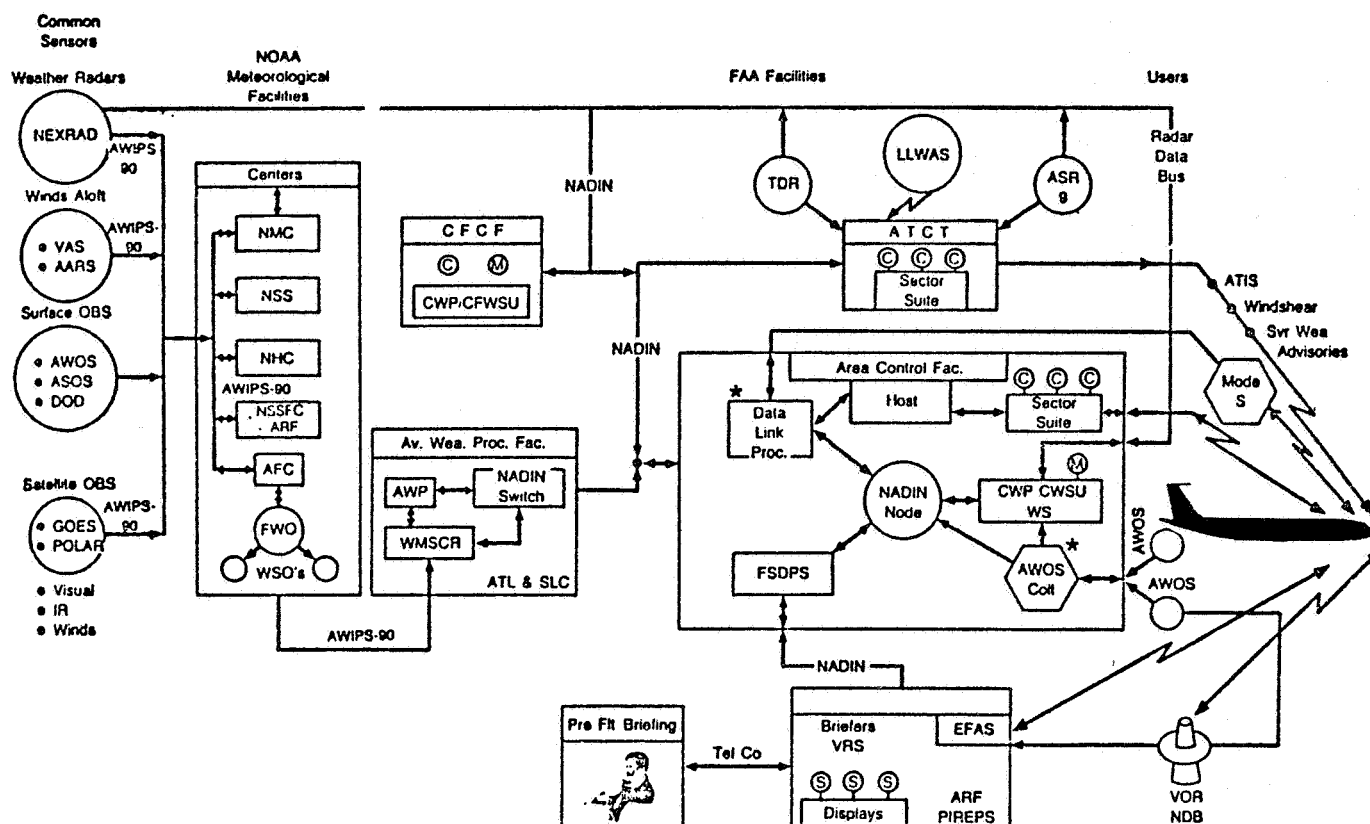 Common
Sensors
Weather Radars
NEXRAD
AWIPS
90
Winds Aloft
AWIPS-
90
VAS
AARS
Surface OBS
AWOS
ASOS
DOD
Satellite OBS
AWIPS-
90
GOES
POLAR
Visual
IR
Winds
NOAA
Meteorological
Facilities
Centers
NMC
NSS
NHC
AWIPS-90
NSSFC
ARF
AFC
FWO
WSO's
AWIPS-90
FAA Facilities
NADIN
CFCF
C
M
CWP/CFWSU
NADIN
Av. Wea. Proc. Fac.
AWP
NADIN
Switch
WMSCR
ATL & SLC
TDR
LLWAS
ASR
9
ATCT
C C C
Sector
Suite
Area Control Fac.
Host
*
Data
Link
Proc.
C C C
Sector
Suite
NADIN
Node
M
CWP CWSU
WS
FSDPS
*
AWOS
Colt
NADIN
Pre Flt Briefing
Tel Co
Briefers
VRS
EFAS
S S S
Displays
ARF
PIREPS
Users
Radar
Data
Bus
ATIS
Windshear
Svr Wea
Advisories
Mode
S
AWOS
AWOS
VOR
NDB